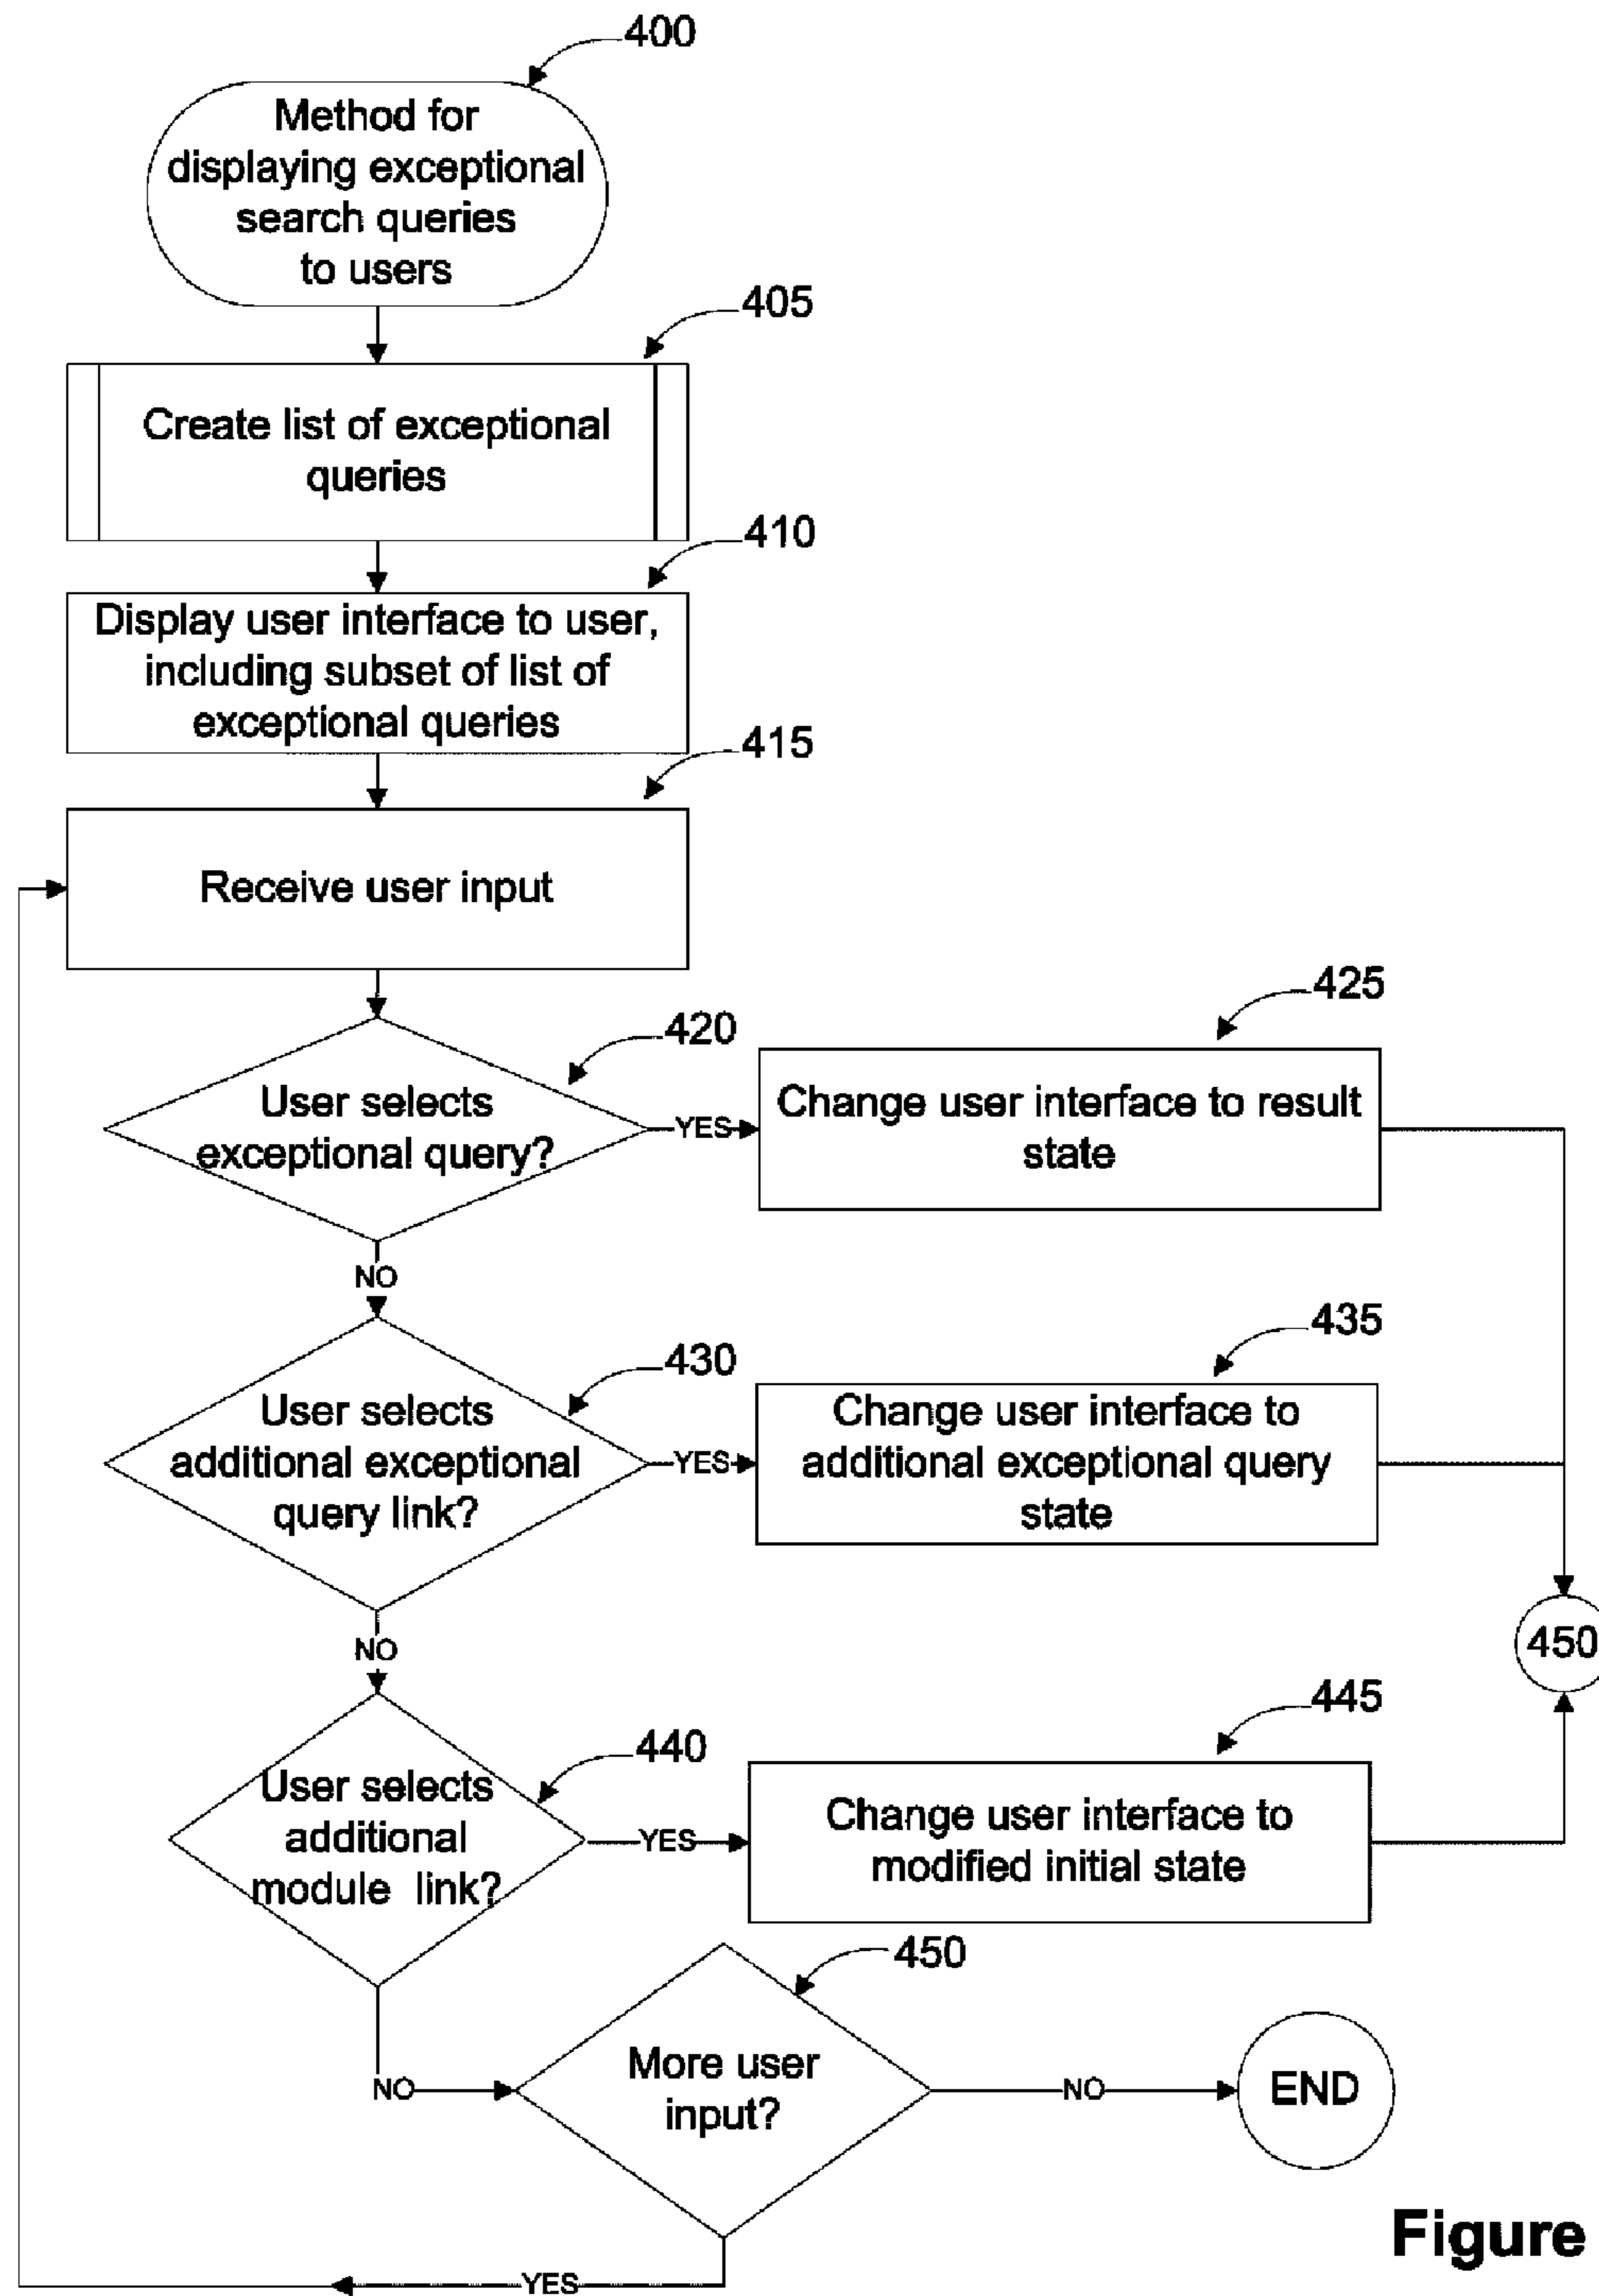 400
Method for
displaying exceptional
search queries
to users
405
Create list of exceptional
queries
410
Display user interface to user,
including subset of list of
exceptional queries
415
Receive user input
420
User selects
exceptional query?
YES
425
Change user interface to result
state
NO
430
User selects
additional exceptional
query link?
YES
435
Change user interface to
additional exceptional query
state
NO
450
440
User selects
additional
module link?
YES
445
Change user interface to
modified initial state
NO
450
More user
input?
NO
END
YES
Figure